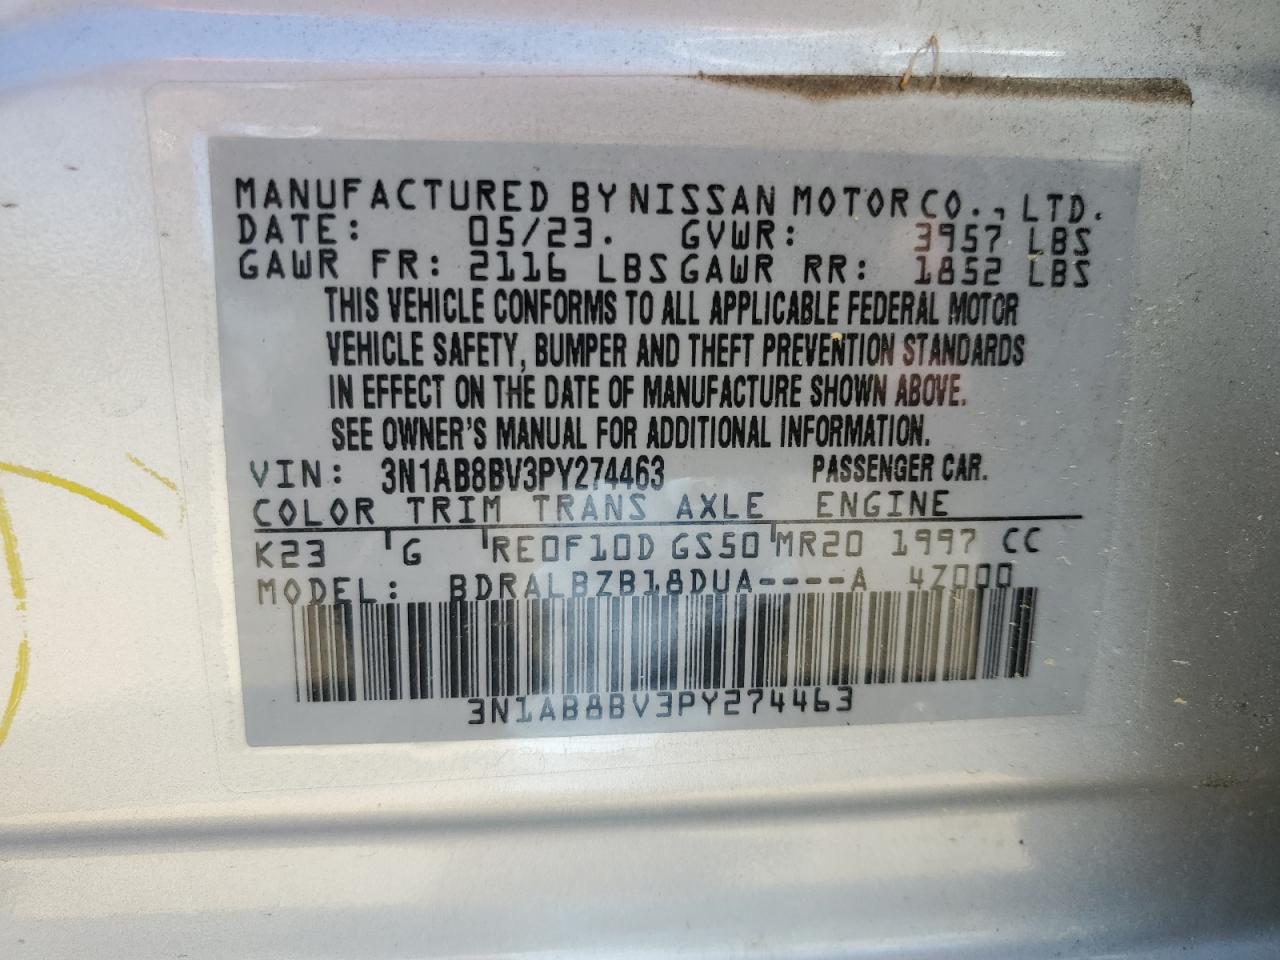 MANUFACTURED BY NISSAN MOTOR CO., LTD.
DATE: 05/23. GVWR: 3957 LBS
GAWR FR: 2116 LBS GAWR RR: 1852 LBS
THIS VEHICLE CONFORMS TO ALL APPLICABLE FEDERAL MOTOR
VEHICLE SAFETY, BUMPER AND THEFT PREVENTION STANDARDS
IN EFFECT ON THE DATE OF MANUFACTURE SHOWN ABOVE.
SEE OWNER'S MANUAL FOR ADDITIONAL INFORMATION.
VIN: 3N1AB8BV3PY274463 PASSENGER CAR.
COLOR TRIM TRANS AXLE ENGINE
K23 G RE0F10D GS50 MR20 1997 CC
MODEL: BDRALBZB18DUA----A 4Z000
3N1AB8BV3PY274463